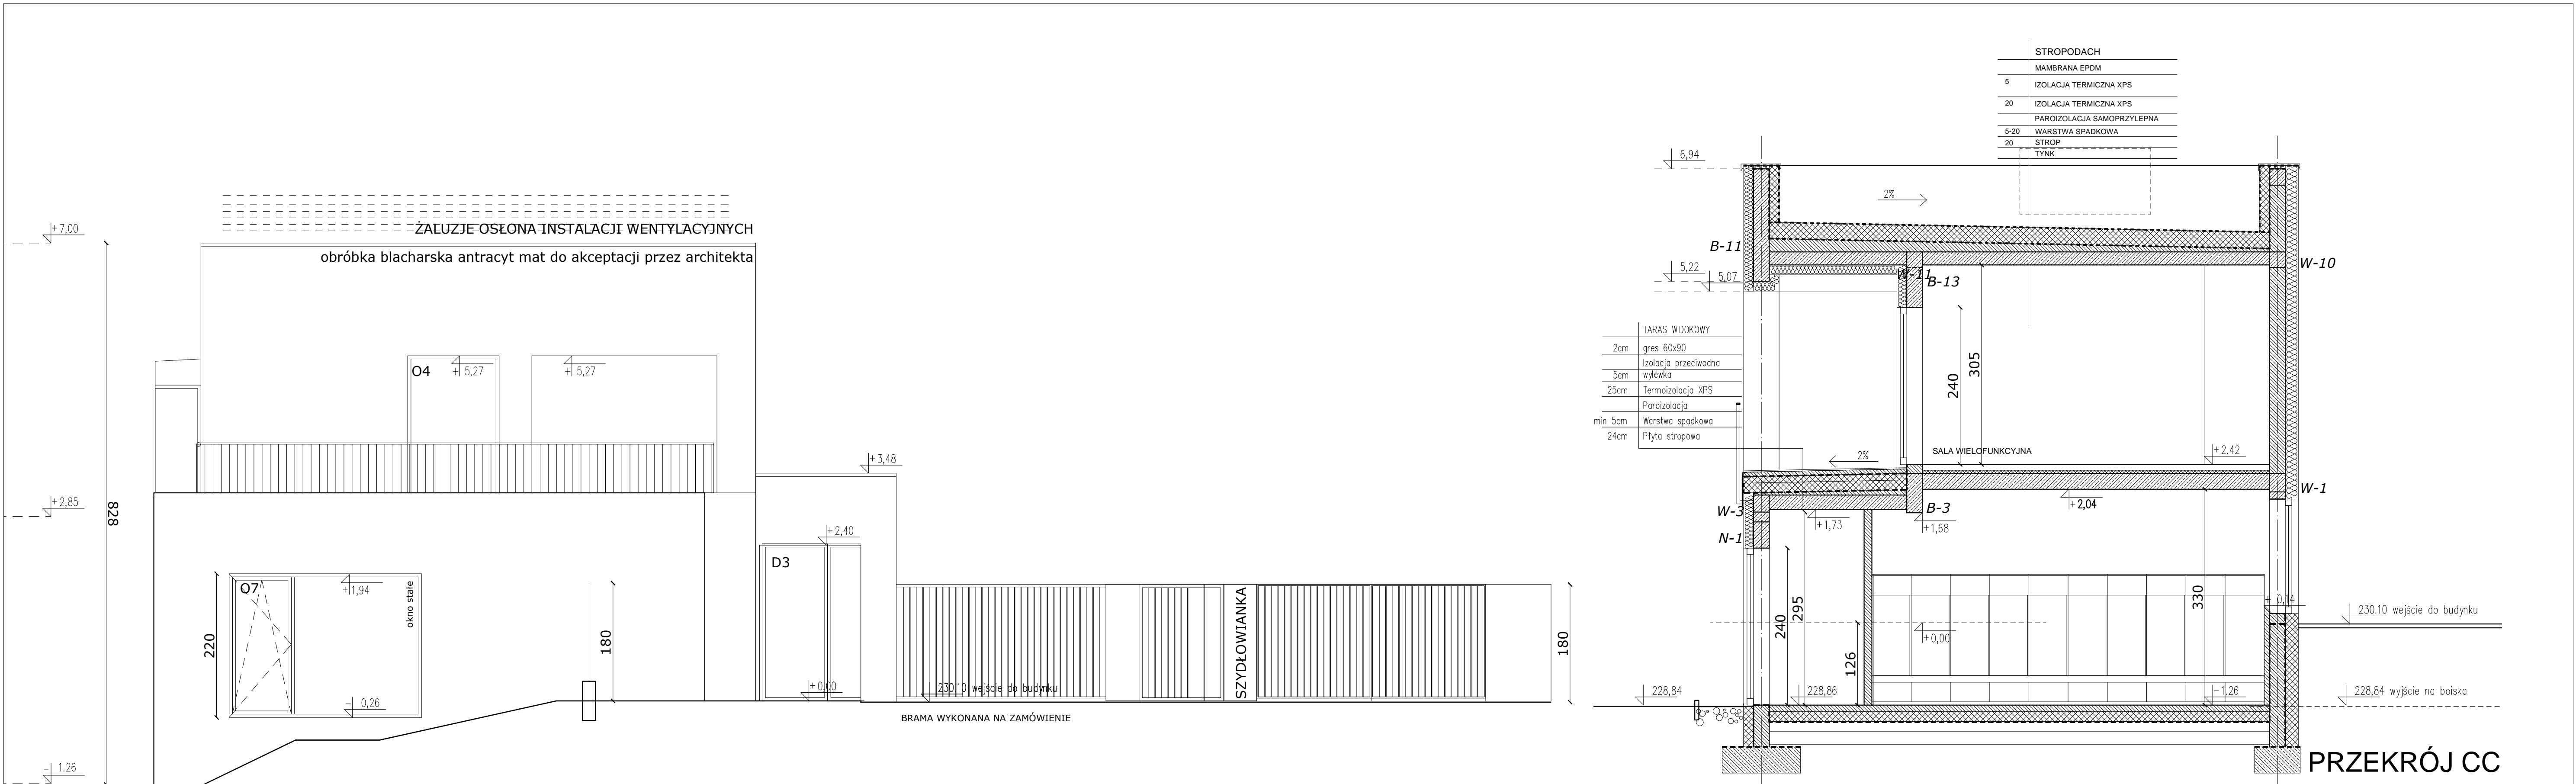 ŻALUZJE OSŁONA INSTALACJI WENTYLACYJNYCH
obróbka blacharska antracyt mat do akceptacji przez architekta
+7,00
+2,85
828
- 1.26
O4
+ 5,27
+ 5,27
+3,48
+2,40
D3
O7
+1,94
okno stałe
220
- 0,26
180
+0,00
230.10 wejście do budynku
BRAMA WYKONANA NA ZAMÓWIENIE
SZYDŁOWIANKA
180
STROPODACH
MAMBRANA EPDM
5 IZOLACJA TERMICZNA XPS
20 IZOLACJA TERMICZNA XPS
PAROIZOLACJA SAMOPRZYLEPNA
5-20 WARSTWA SPADKOWA
20 STROP
TYNK
6,94
2%
B-11
5,22
5,07
W-11
B-13
W-10
TARAS WIDOKOWY
2cm gres 60x90
Izolacja przeciwodna
5cm wylewka
25cm Termoizolacja XPS
Paroizolacja
min 5cm Warstwa spadkowa
24cm Płyta stropowa
240
305
2%
SALA WIELOFUNKCYJNA
+2.42
W-3
N-1
B-3
W-1
+1,73
+1,68
+2,04
240
295
126
330
+0,00
+0,14
-1.26
230.10 wejście do budynku
228,84
228,86
228,84 wyjście na boiska
PRZEKRÓJ CC